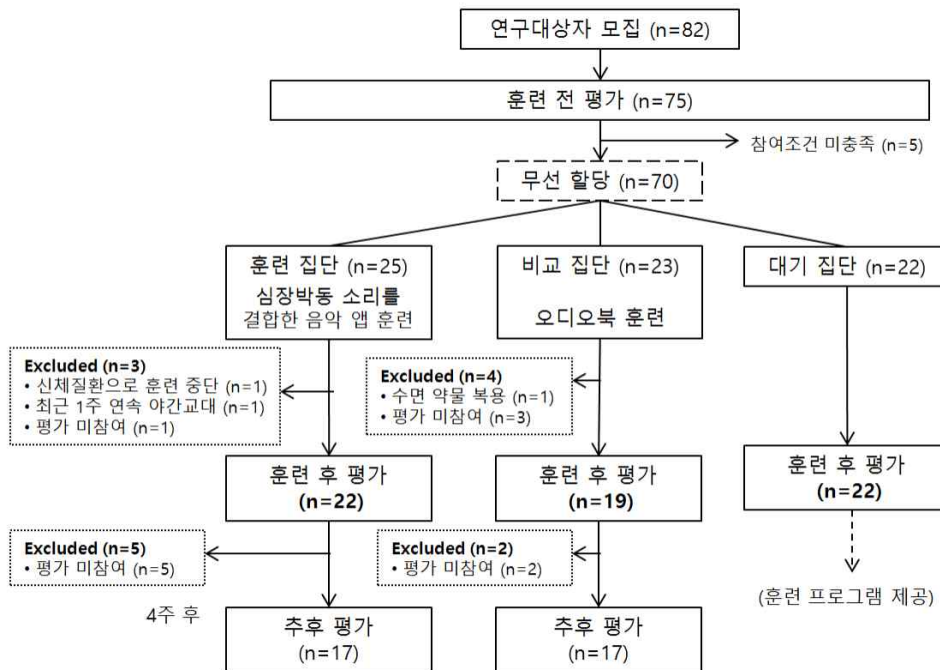 연구대상자 모집 (n=82)
훈련 전 평가 (n=75)
참여조건 미충족 (n=5)
무선 할당 (n=70)
훈련 집단 (n=25)
심장박동 소리를
결합한 음악 앱 훈련
비교 집단 (n=23)
오디오북 훈련
대기 집단 (n=22)
Excluded (n=3)
• 신체질환으로 훈련 중단 (n=1)
• 최근 1주 연속 야간교대 (n=1)
• 평가 미참여 (n=1)
Excluded (n=4)
• 수면 약물 복용 (n=1)
• 평가 미참여 (n=3)
훈련 후 평가
(n=22)
훈련 후 평가
(n=19)
훈련 후 평가
(n=22)
Excluded (n=5)
• 평가 미참여 (n=5)
Excluded (n=2)
• 평가 미참여 (n=2)
(훈련 프로그램 제공)
4주 후
추후 평가
(n=17)
추후 평가
(n=17)